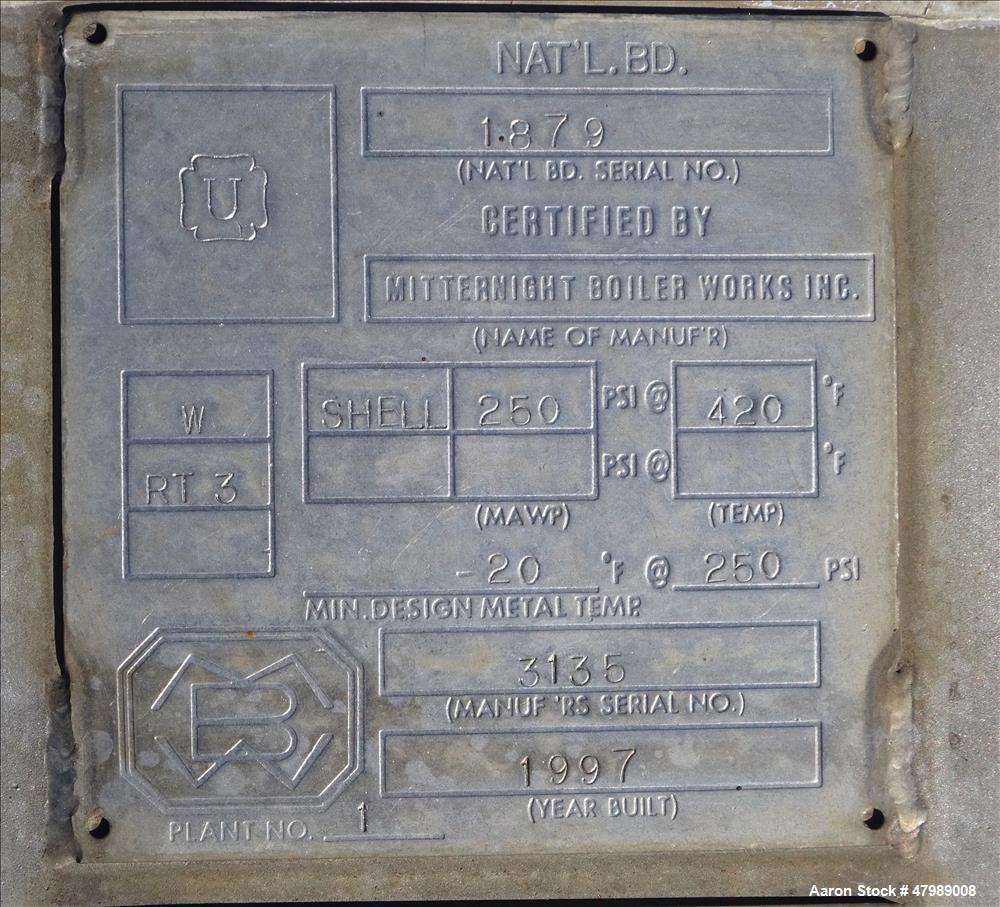 NAT'L. BD.
1879
(NAT'L BD. SERIAL NO.)
U
CERTIFIED BY
MITTERNIGHT BOILER WORKS INC.
(NAME OF MANUF'R)
W
SHELL 250 PSI @ 420 °F
RT 3
PSI @ °F
(MAWP) (TEMP)
-20 °F @ 250 PSI
MIN. DESIGN METAL TEMP.
3135
(MANUF'RS SERIAL NO.)
MBW
1997
(YEAR BUILT)
PLANT NO. 1
Aaron Stock # 47989008